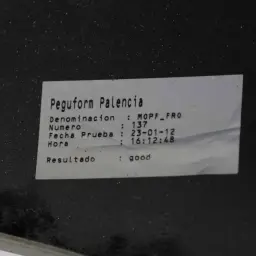 Peguform Palencia
Denominacion : MOPF_FRO
Numero : 137
Fecha Prueba : 23-01-12
Hora : 16:12:48
Resultado : good